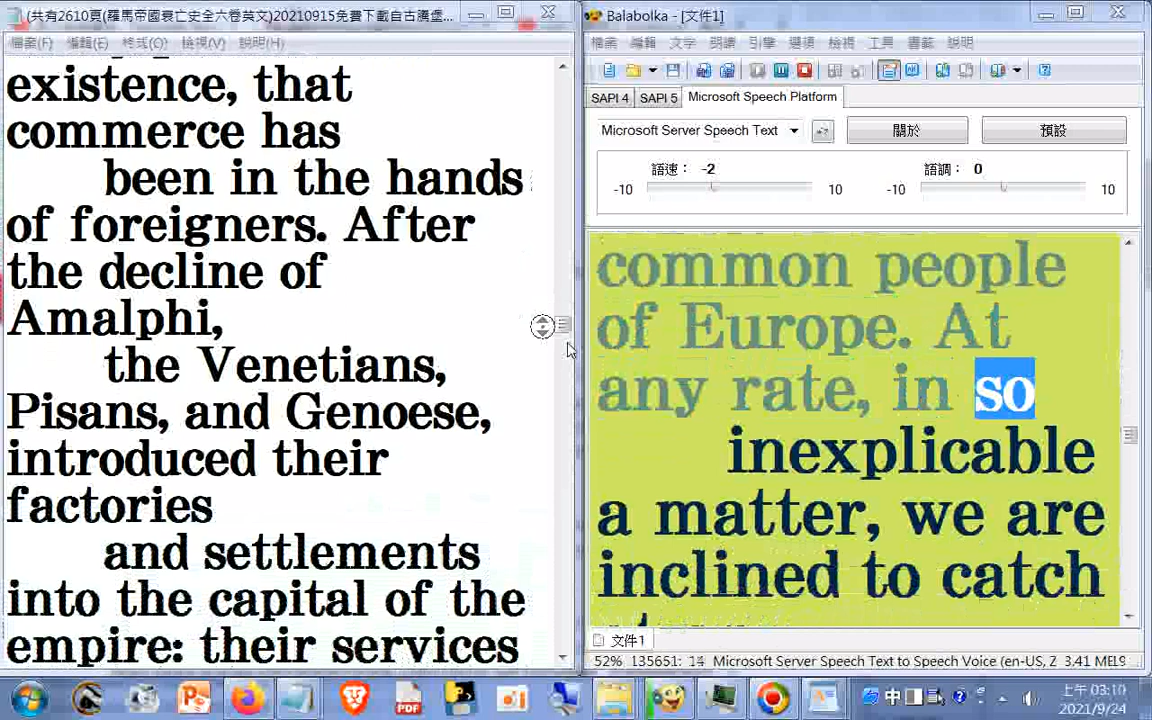 (共有2610頁(羅馬帝國衰亡史全六卷英文)20210915免費下載自古騰堡...
檔案(F) 編輯(E) 格式(O) 檢視(V) 說明(H)
existence, that
commerce has
been in the hands
of foreigners. After
the decline of
Amalphi,
the Venetians,
Pisans, and Genoese,
introduced their
factories
and settlements
into the capital of the
empire: their services
Balabolka - [文件1]
檔案 編輯 文字 朗讀 引擎 選項 檢視 工具 書籤 說明
SAPI 4 SAPI 5 Microsoft Speech Platform
Microsoft Server Speech Text 關於 預設
語速: -2 語調: 0
-10 10 -10 10
common people
of Europe. At
any rate, in so
inexplicable
a matter, we are
inclined to catch
文件1
52% 135651: 14 Microsoft Server Speech Text to Speech Voice (en-US, Z 3.41 MEL9
中 上午 03:10
2021/9/24